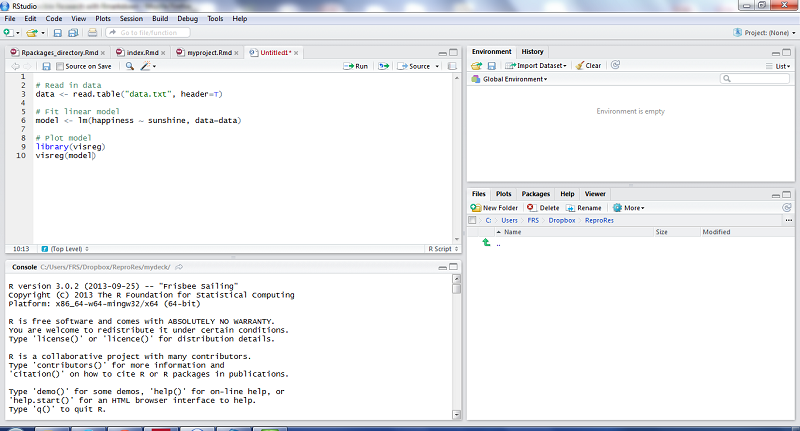 RStudio
File Edit Code View Plots Session Build Debug Tools Help
Go to file/function
Project: (None)
Rpackages_directory.Rmd
index.Rmd
myproject.Rmd
Untitled1*
Source on Save
Run
Source
1
2 # Read in data
3 data <- read.table("data.txt", header=T)
4
5 # Fit linear model
6 model <- lm(happiness ~ sunshine, data=data)
7
8 # Plot model
9 library(visreg)
10 visreg(model)
10:13
(Top Level)
R Script
Console C:/Users/FRS/Dropbox/ReproRes/mydeck/
R version 3.0.2 (2013-09-25) -- "Frisbee Sailing"
Copyright (C) 2013 The R Foundation for Statistical Computing
Platform: x86_64-w64-mingw32/x64 (64-bit)
R is free software and comes with ABSOLUTELY NO WARRANTY.
You are welcome to redistribute it under certain conditions.
Type 'license()' or 'licence()' for distribution details.
R is a collaborative project with many contributors.
Type 'contributors()' for more information and
'citation()' on how to cite R or R packages in publications.
Type 'demo()' for some demos, 'help()' for on-line help, or
'help.start()' for an HTML browser interface to help.
Type 'q()' to quit R.
Environment History
Import Dataset
Clear
List
Global Environment
Environment is empty
Files Plots Packages Help Viewer
New Folder Delete Rename More
C: Users FRS Dropbox ReproRes
Name Size Modified
..